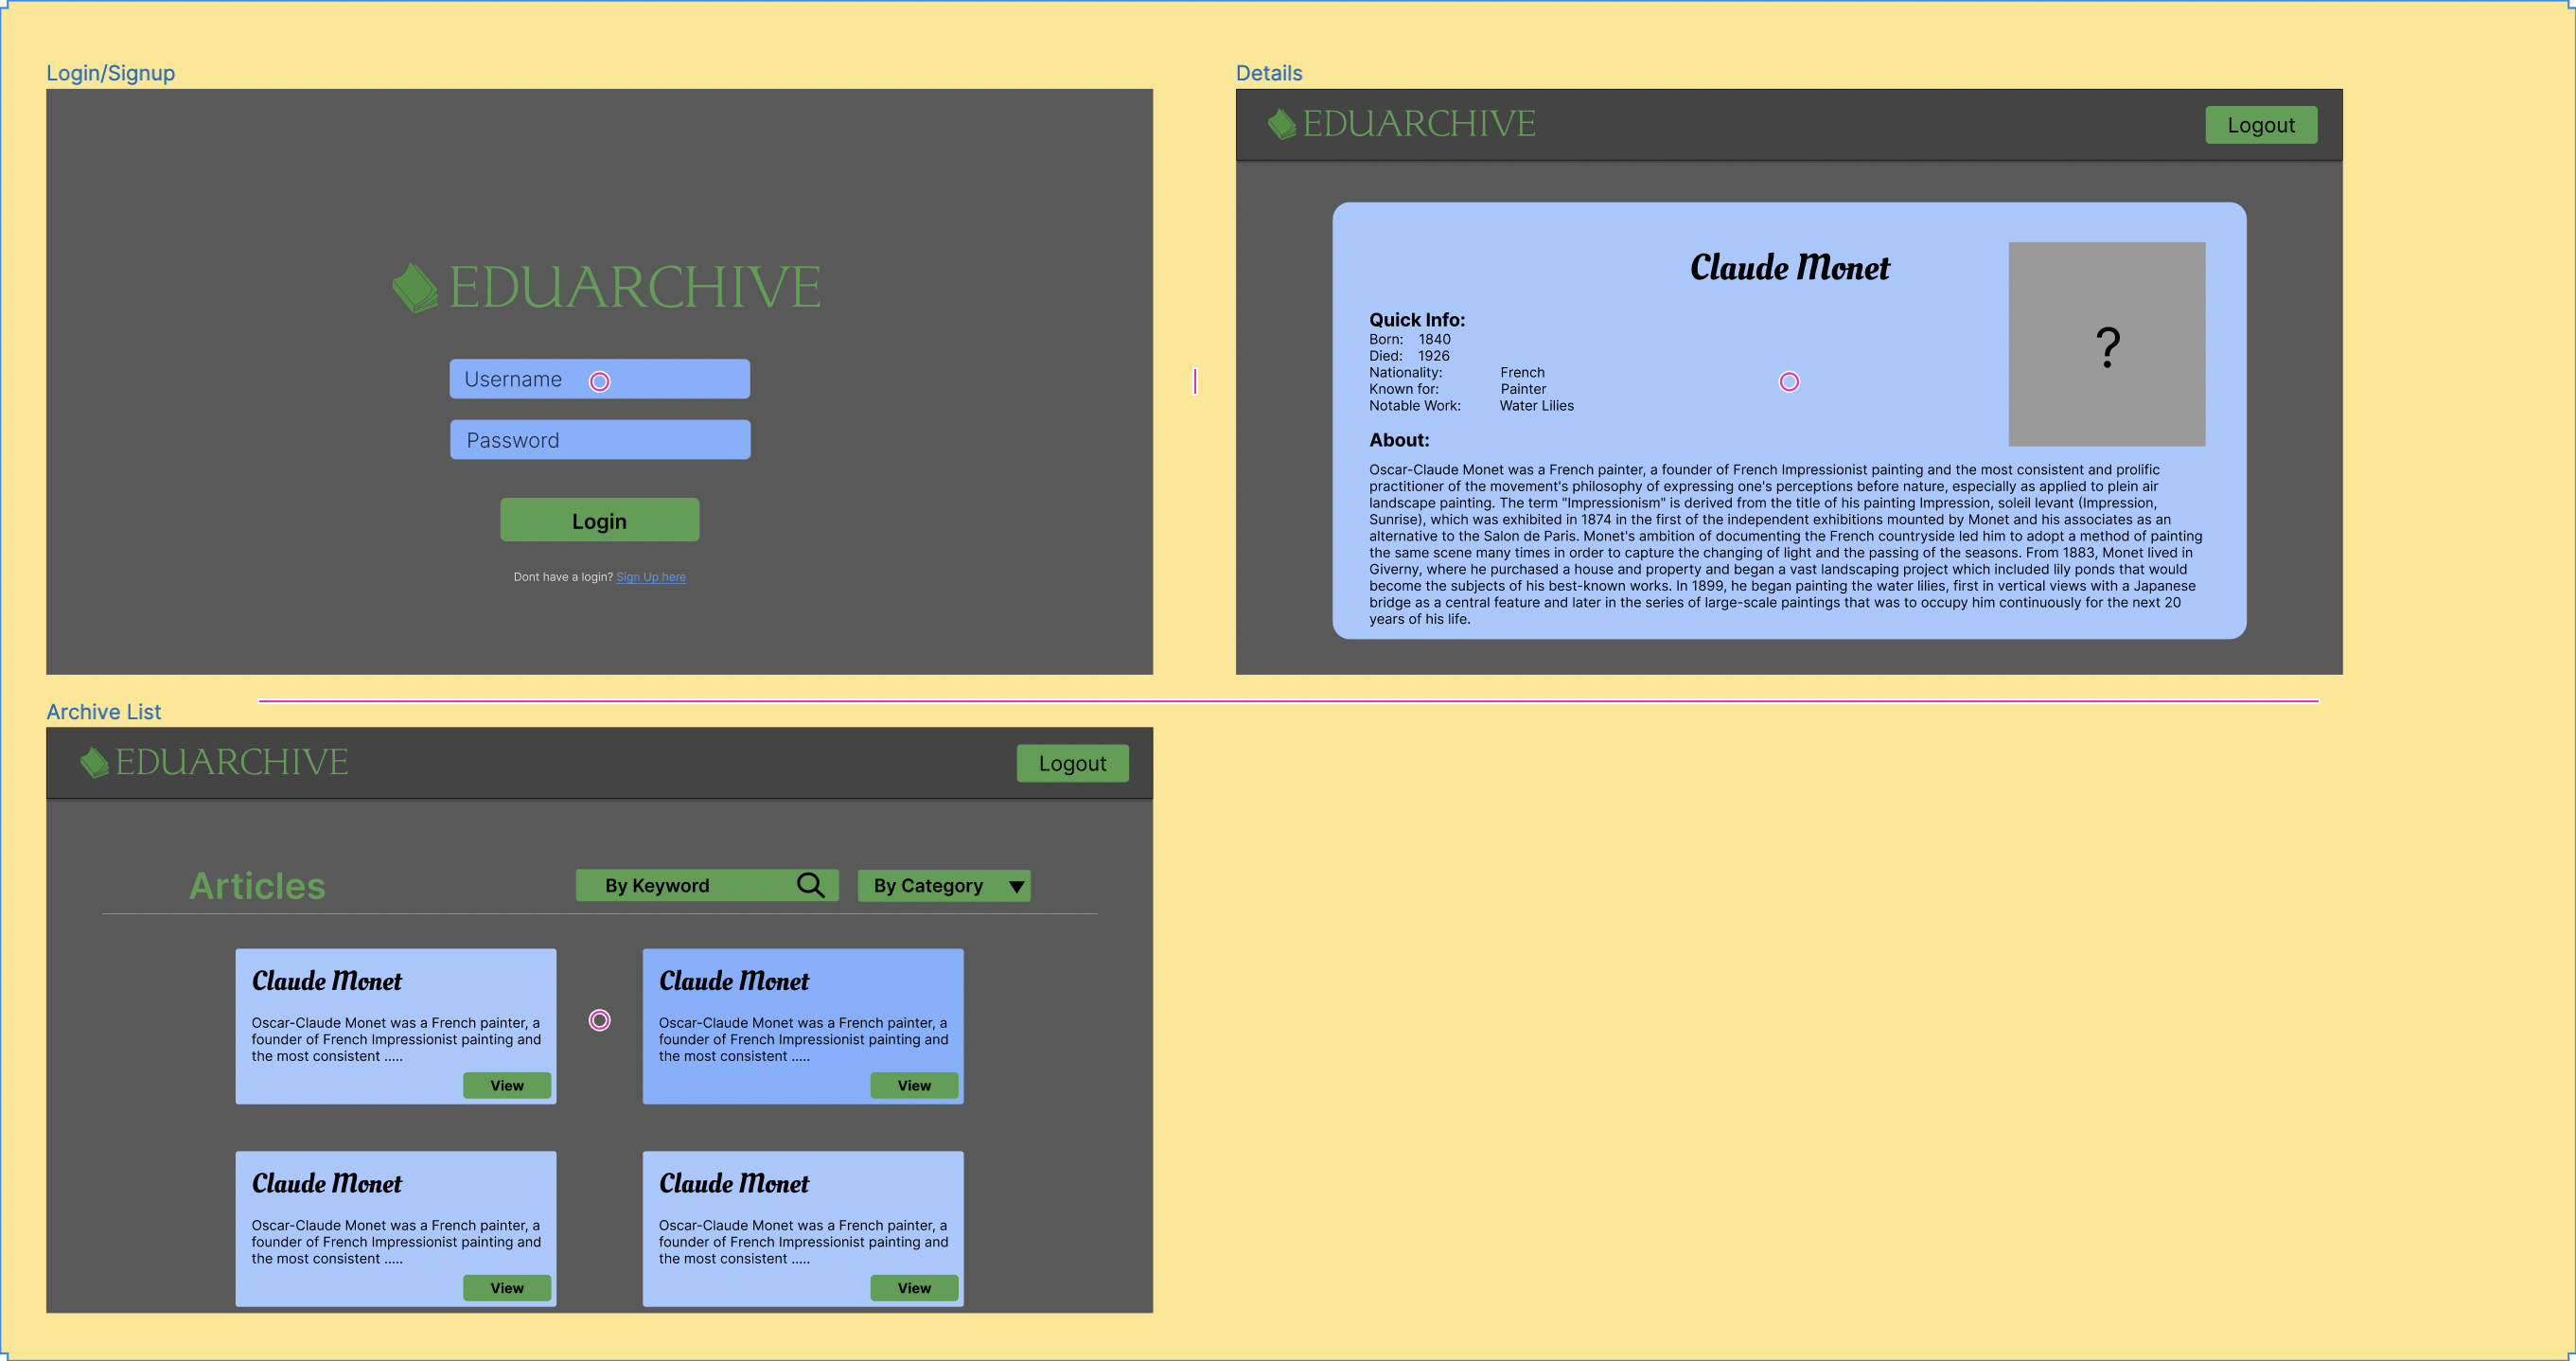 Login/Signup
EDUARCHIVE
Username
Password
Login
Dont have a login? Sign Up here
Details
EDUARCHIVE
Logout
Claude Monet
Quick Info:
Born: 1840
Died: 1926
Nationality: French
Known for: Painter
Notable Work: Water Lilies
?
About:
Oscar-Claude Monet was a French painter, a founder of French Impressionist painting and the most consistent and prolific
practitioner of the movement's philosophy of expressing one's perceptions before nature, especially as applied to plein air
landscape painting. The term "Impressionism" is derived from the title of his painting Impression, soleil levant (Impression,
Sunrise), which was exhibited in 1874 in the first of the independent exhibitions mounted by Monet and his associates as an
alternative to the Salon de Paris. Monet's ambition of documenting the French countryside led him to adopt a method of painting
the same scene many times in order to capture the changing of light and the passing of the seasons. From 1883, Monet lived in
Giverny, where he purchased a house and property and began a vast landscaping project which included lily ponds that would
become the subjects of his best-known works. In 1899, he began painting the water lilies, first in vertical views with a Japanese
bridge as a central feature and later in the series of large-scale paintings that was to occupy him continuously for the next 20
years of his life.
Archive List
EDUARCHIVE
Logout
Articles
By Keyword
By Category
Claude Monet
Oscar-Claude Monet was a French painter, a
founder of French Impressionist painting and
the most consistent .....
View
Claude Monet
Oscar-Claude Monet was a French painter, a
founder of French Impressionist painting and
the most consistent .....
View
Claude Monet
Oscar-Claude Monet was a French painter, a
founder of French Impressionist painting and
the most consistent .....
View
Claude Monet
Oscar-Claude Monet was a French painter, a
founder of French Impressionist painting and
the most consistent .....
View